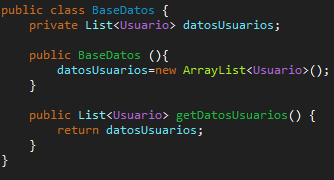 public class BaseDatos {
    private List<Usuario> datosUsuarios;

    public BaseDatos (){
        datosUsuarios=new ArrayList<Usuario>();
    }

    public List<Usuario> getDatosUsuarios() {
        return datosUsuarios;
    }
}